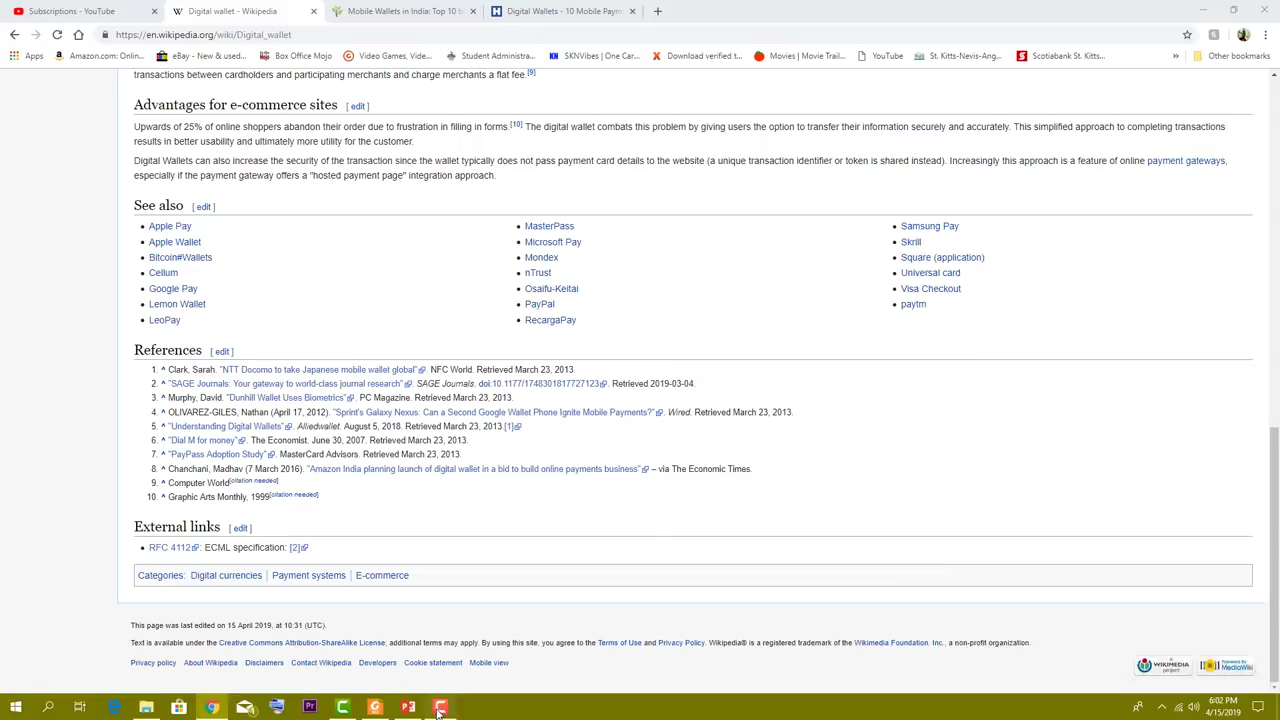 Subscriptions - YouTube
Digital wallet - Wikipedia
Mobile Wallets in India: Top 10 b
Digital Wallets - 10 Mobile Paym
https://en.wikipedia.org/wiki/Digital_wallet
Apps
Amazon.com: Onlin...
eBay - New & used...
Box Office Mojo
Video Games, Vide...
Student Administra...
SKNVibes | One Car...
Download verified t...
Movies | Movie Trail...
YouTube
St. Kitts-Nevis-Ang...
Scotiabank St. Kitts...
»
Other bookmarks
transactions between cardholders and participating merchants and charge merchants a flat fee.[9]
Advantages for e-commerce sites [ edit ]
Upwards of 25% of online shoppers abandon their order due to frustration in filling in forms.[10] The digital wallet combats this problem by giving users the option to transfer their information securely and accurately. This simplified approach to completing transactions
results in better usability and ultimately more utility for the customer.
Digital Wallets can also increase the security of the transaction since the wallet typically does not pass payment card details to the website (a unique transaction identifier or token is shared instead). Increasingly this approach is a feature of online payment gateways,
especially if the payment gateway offers a "hosted payment page" integration approach.
See also [ edit ]
• Apple Pay
• Apple Wallet
• Bitcoin#Wallets
• Cellum
• Google Pay
• Lemon Wallet
• LeoPay
• MasterPass
• Microsoft Pay
• Mondex
• nTrust
• Osaifu-Keitai
• PayPal
• RecargaPay
• Samsung Pay
• Skrill
• Square (application)
• Universal card
• Visa Checkout
• paytm
References [ edit ]
1. ^ Clark, Sarah. "NTT Docomo to take Japanese mobile wallet global". NFC World. Retrieved March 23, 2013.
2. ^ "SAGE Journals: Your gateway to world-class journal research". SAGE Journals. doi:10.1177/1748301817727123. Retrieved 2019-03-04.
3. ^ Murphy, David. "Dunhill Wallet Uses Biometrics". PC Magazine. Retrieved March 23, 2013.
4. ^ OLIVAREZ-GILES, Nathan (April 17, 2012). "Sprint's Galaxy Nexus: Can a Second Google Wallet Phone Ignite Mobile Payments?". Wired. Retrieved March 23, 2013.
5. ^ "Understanding Digital Wallets". Alliedwallet. August 5, 2018. Retrieved March 23, 2013.[1]
6. ^ "Dial M for money". The Economist. June 30, 2007. Retrieved March 23, 2013.
7. ^ "PayPass Adoption Study". MasterCard Advisors. Retrieved March 23, 2013.
8. ^ Chanchani, Madhav (7 March 2016). "Amazon India planning launch of digital wallet in a bid to build online payments business" – via The Economic Times.
9. ^ Computer World[citation needed]
10. ^ Graphic Arts Monthly, 1999[citation needed]
External links [ edit ]
• RFC 4112: ECML specification: [2]
Categories: Digital currencies | Payment systems | E-commerce
This page was last edited on 15 April 2019, at 10:31 (UTC).
Text is available under the Creative Commons Attribution-ShareAlike License; additional terms may apply. By using this site, you agree to the Terms of Use and Privacy Policy. Wikipedia® is a registered trademark of the Wikimedia Foundation, Inc., a non-profit organization.
Privacy policy About Wikipedia Disclaimers Contact Wikipedia Developers Cookie statement Mobile view
WIKIMEDIA project
Powered By MediaWiki
6:02 PM
4/15/2019